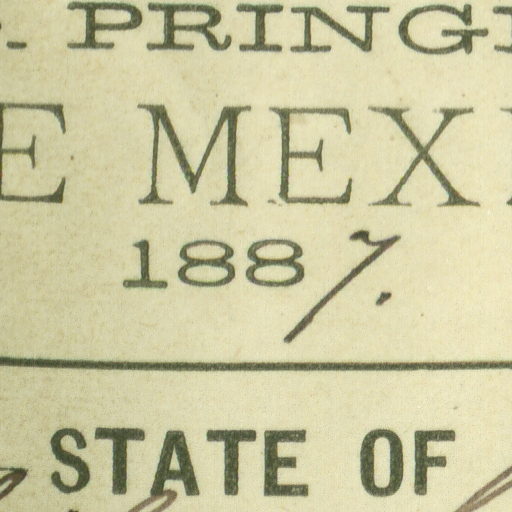 . PRING
E MEX
1887.
STATE OF